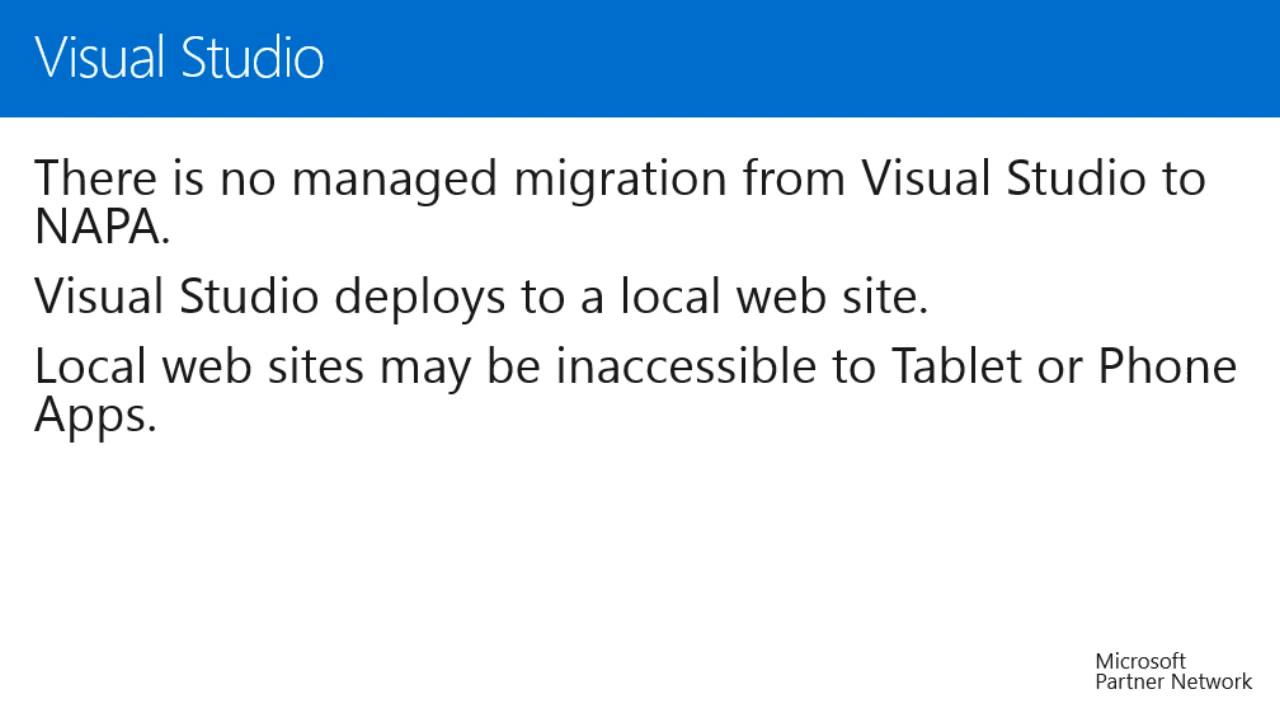 Visual Studio
There is no managed migration from Visual Studio to
NAPA.
Visual Studio deploys to a local web site.
Local web sites may be inaccessible to Tablet or Phone
Apps.
Microsoft
Partner Network